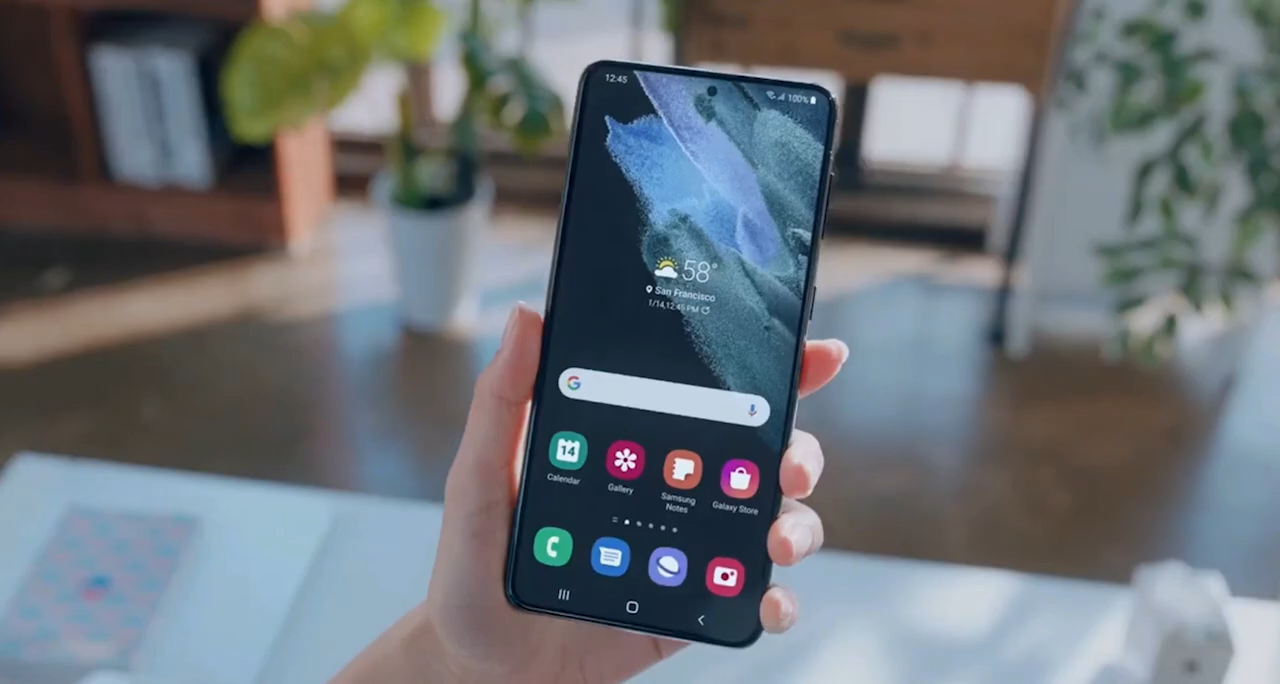 12:45
100%
58°
San Francisco
1/14, 12:45 PM
G
14
Calendar
Gallery
Samsung
Notes
Galaxy Store